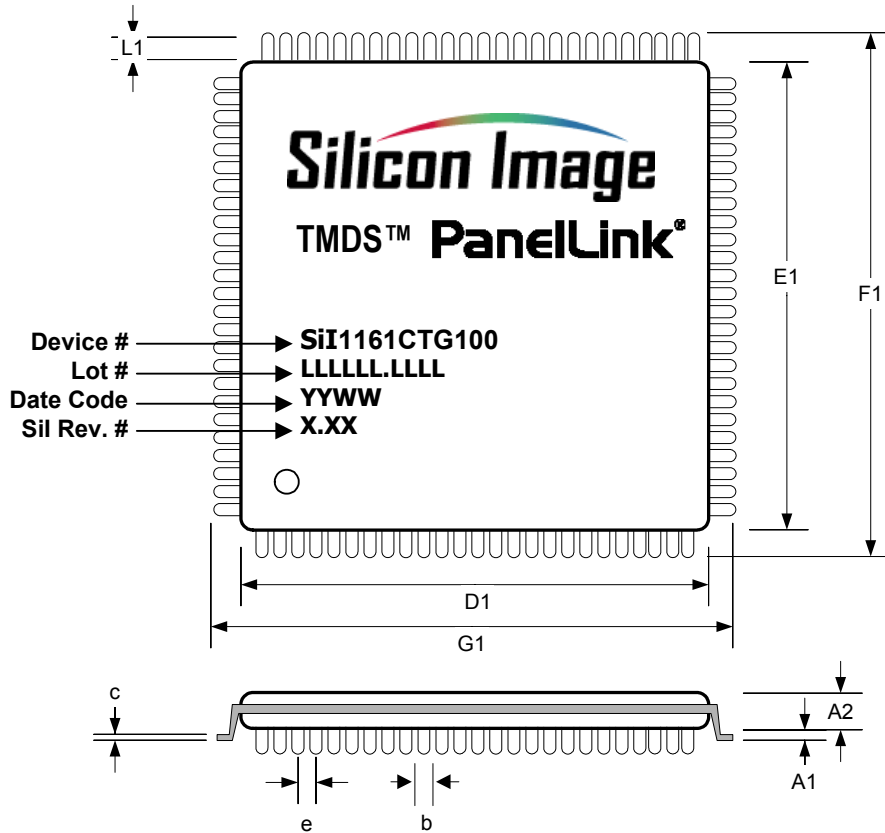 L1
Silicon Image
TMDS™ PanelLink®
E1
F1
Device # SiI1161CTG100
Lot # LLLLLL.LLLL
Date Code YYWW
SiI Rev. # X.XX
D1
G1
c
A2
A1
e
b